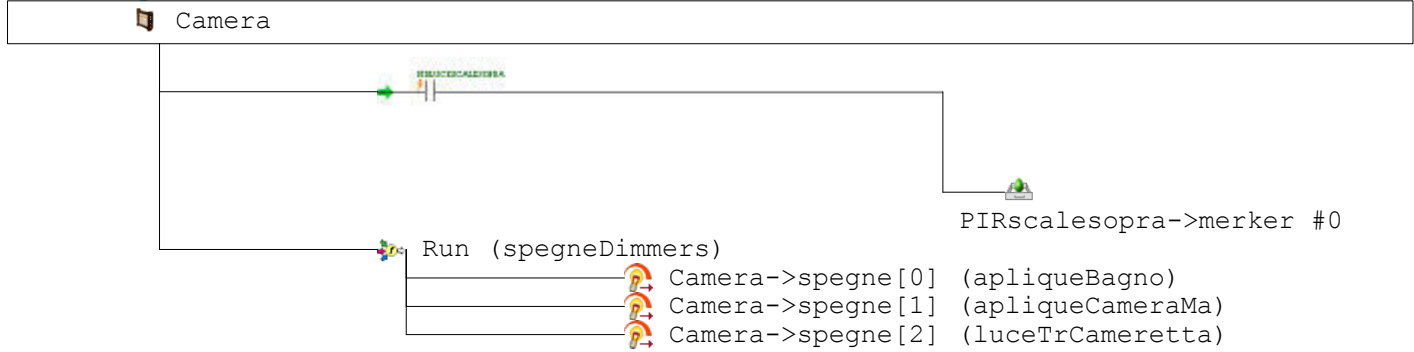 Camera
PIRscalesopra->merker #0
Run (spegneDimmers)
Camera->spegne[0] (apliqueBagno)
Camera->spegne[1] (apliqueCameraMa)
Camera->spegne[2] (luceTrCameretta)